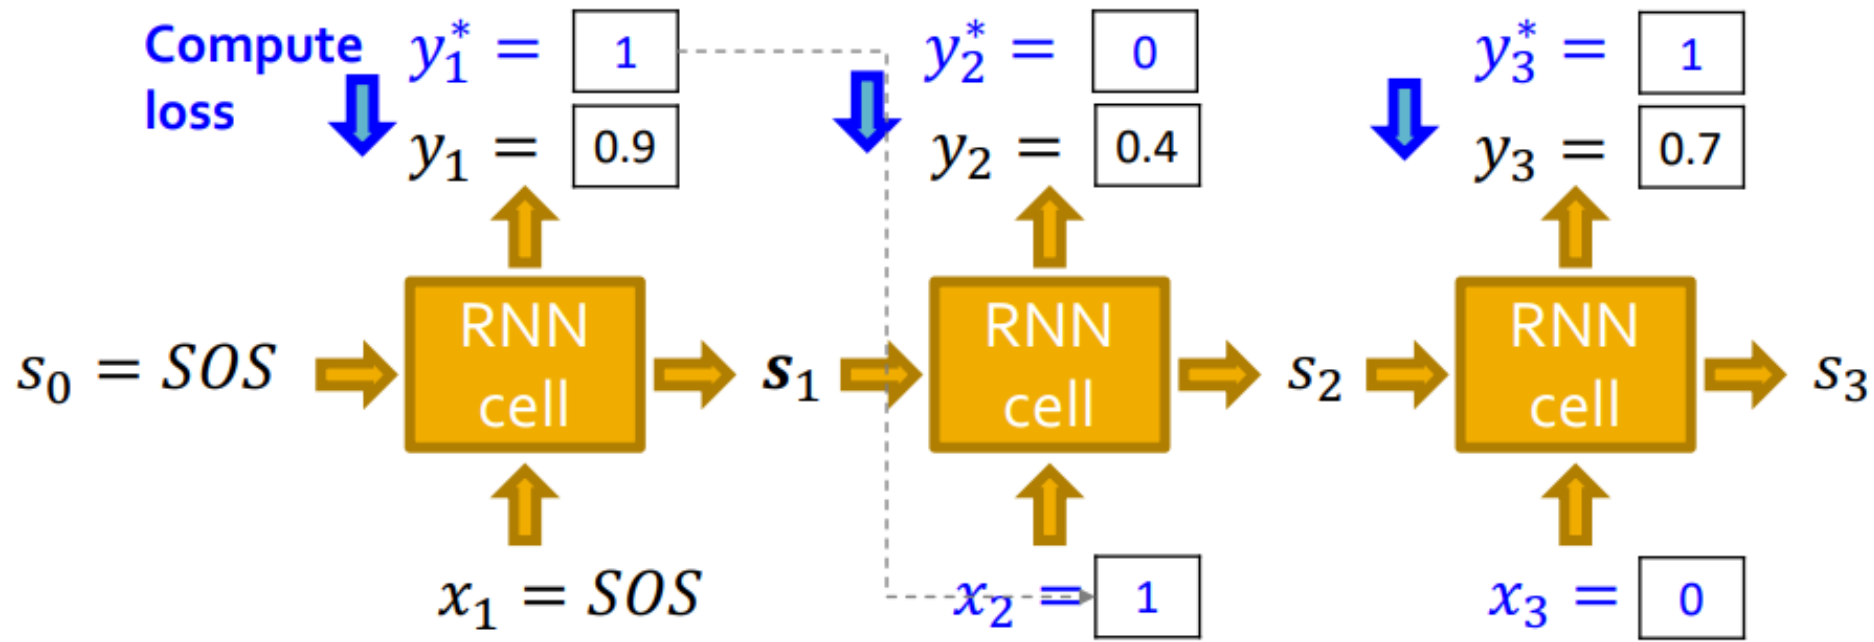 Compute
loss
y₁* = 1
y₂* = 0
y₃* = 1
y₁ = 0.9
y₂ = 0.4
y₃ = 0.7
s₀ = SOS
RNN
cell
s₁
RNN
cell
s₂
RNN
cell
s₃
x₁ = SOS
x₂ = 1
x₃ = 0